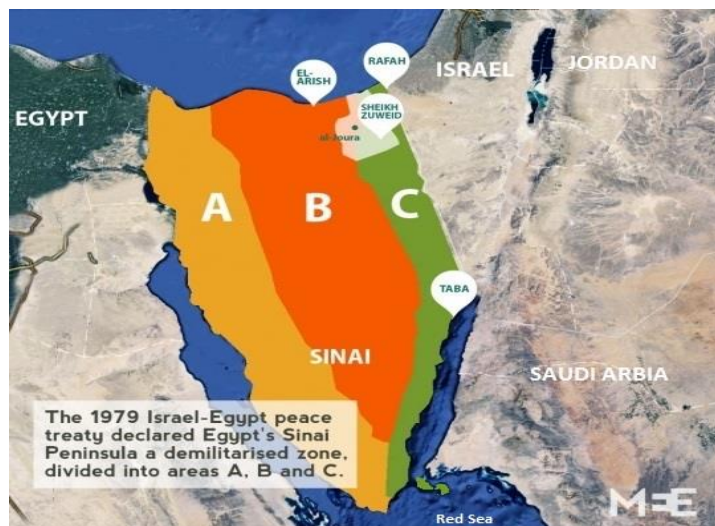 RAFAH
EL-
ARISH
ISRAEL
JORDAN
SHEIKH
ZUWEID
EGYPT
al-Joura
A
B
C
TABA
SINAI
SAUDI ARBIA
The 1979 Israel-Egypt peace
treaty declared Egypt's Sinai
Peninsula a demilitarised zone,
divided into areas A, B and C.
MEE
Red Sea